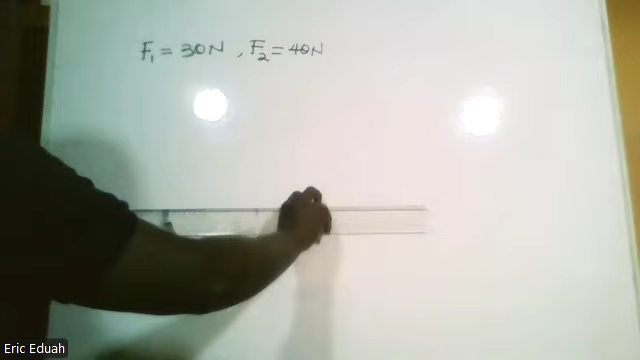 F₁ = 30N , F₂ = 40N
Eric Eduah